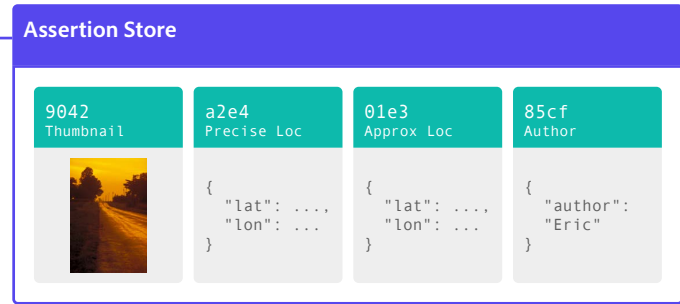 Assertion Store
9042
Thumbnail
a2e4
Precise Loc
{
"lat": ...,
"lon": ...
}
01e3
Approx Loc
{
"lat": ...,
"lon": ...
}
85cf
Author
{
"author":
"Eric"
}